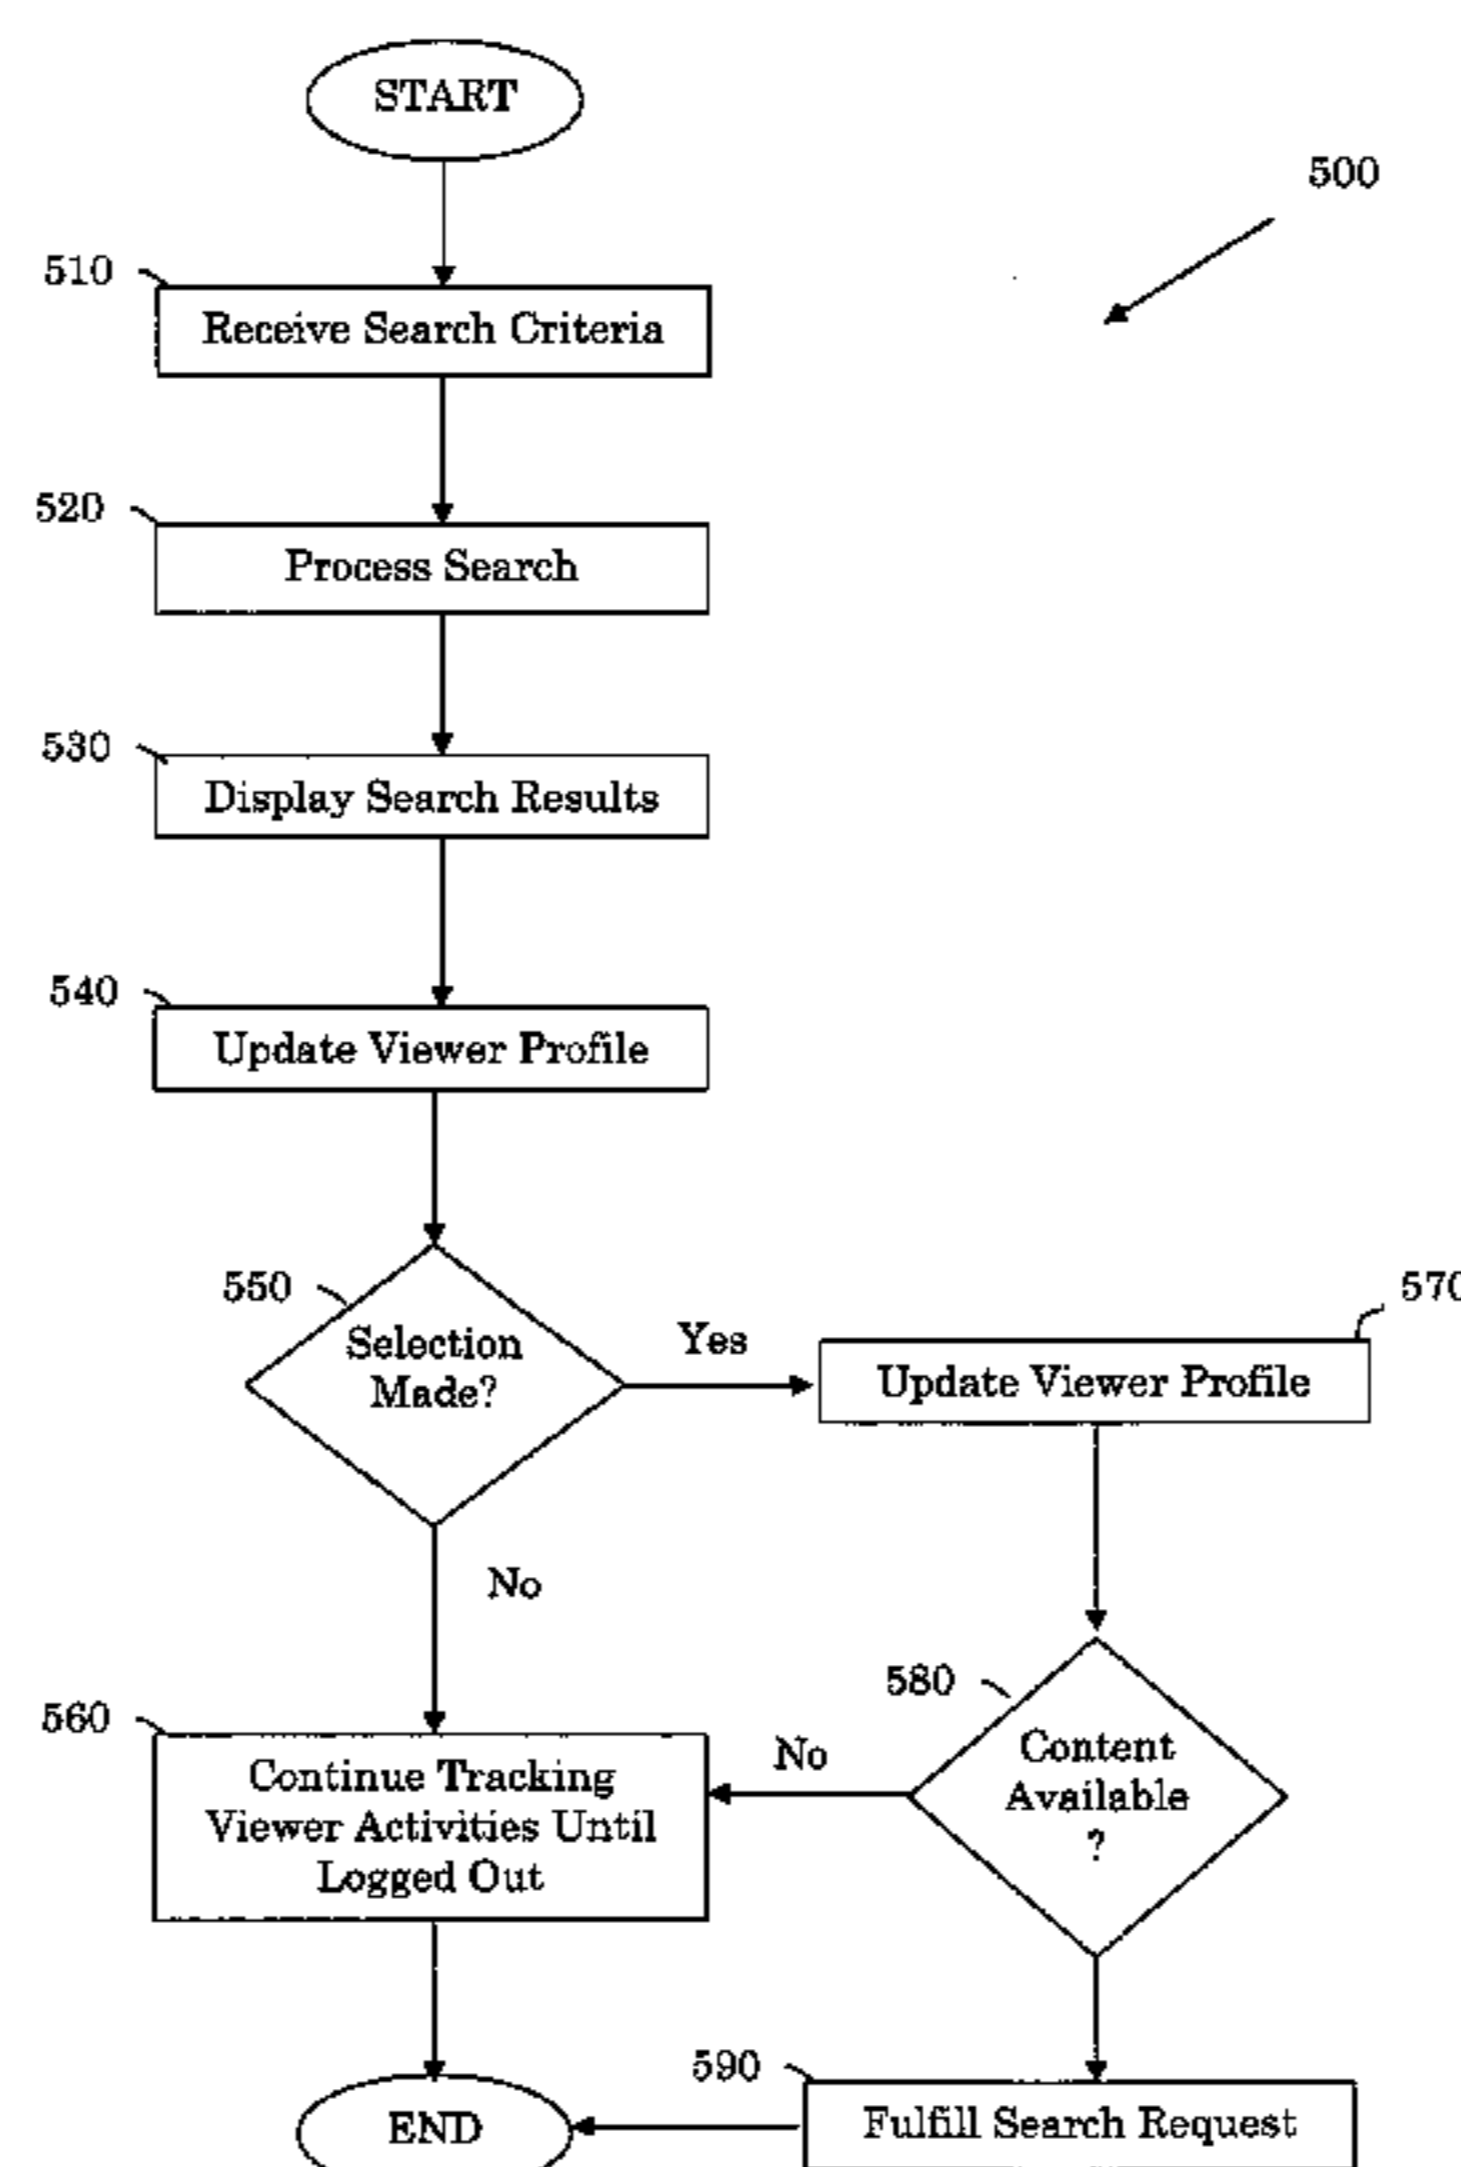 START
500
510
Receive Search Criteria
520
Process Search
530
Display Search Results
540
Update Viewer Profile
550
Selection
Made?
Yes
570
Update Viewer Profile
No
580
Content
Available
?
No
560
Continue Tracking
Viewer Activities Until
Logged Out
590
Fulfill Search Request
END